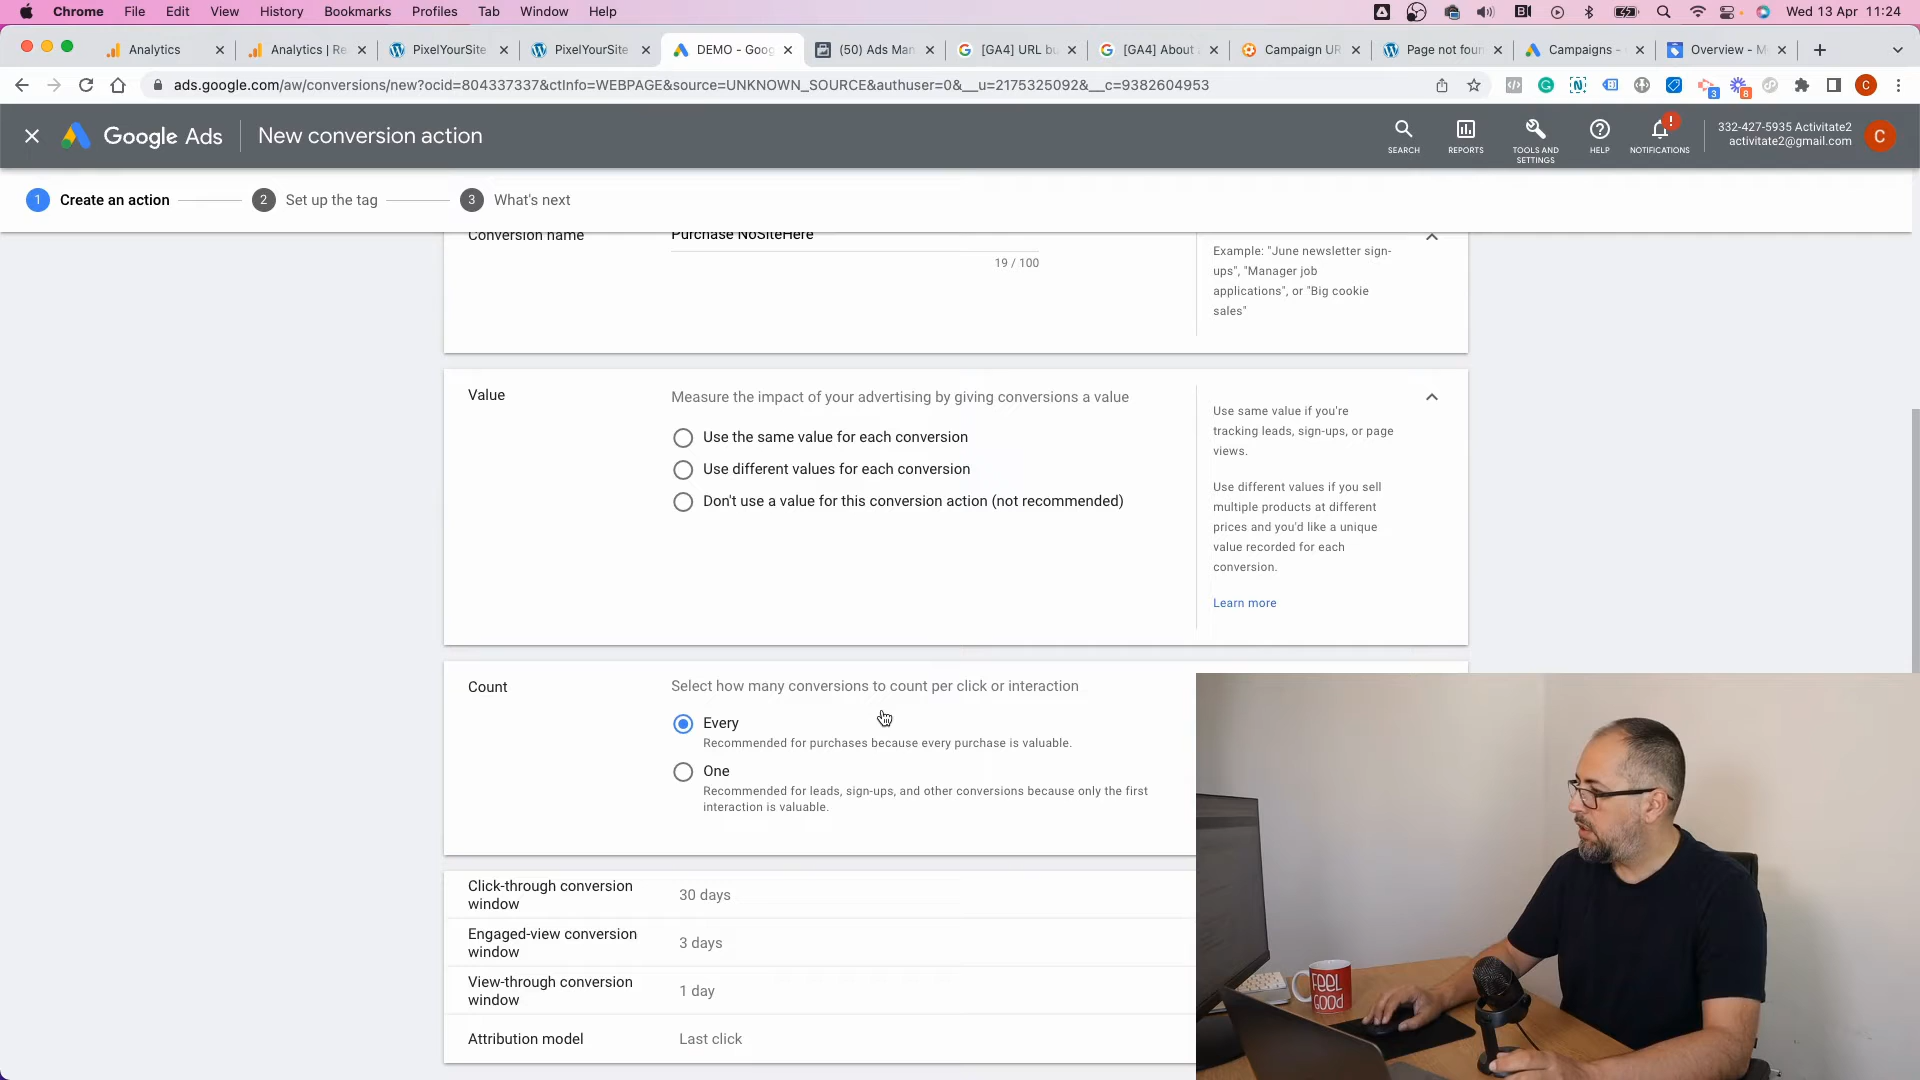 Chrome File Edit View History Bookmarks Profiles Tab Window Help
Wed 13 Apr 11:24
Analytics
Analytics | Re
PixelYourSite
PixelYourSite
DEMO - Goog
(50) Ads Man
[GA4] URL bu
[GA4] About
Campaign UR
Page not foun
Campaigns -
Overview - M
ads.google.com/aw/conversions/new?ocid=804337337&ctInfo=WEBPAGE&source=UNKNOWN_SOURCE&authuser=0&__u=2175325092&__c=9382604953
3
8
C
Google Ads
New conversion action
SEARCH
REPORTS
TOOLS AND
SETTINGS
HELP
!
NOTIFICATIONS
332-427-5935 Activitate2
activitate2@gmail.com
C
1 Create an action
2 Set up the tag
3 What's next
Conversion name
Purchase NoSiteHere
19 / 100
Example: "June newsletter sign-
ups", "Manager job
applications", or "Big cookie
sales"
Value
Measure the impact of your advertising by giving conversions a value
Use the same value for each conversion
Use different values for each conversion
Don't use a value for this conversion action (not recommended)
Use same value if you're
tracking leads, sign-ups, or page
views.
Use different values if you sell
multiple products at different
prices and you'd like a unique
value recorded for each
conversion.
Learn more
Count
Select how many conversions to count per click or interaction
Every
Recommended for purchases because every purchase is valuable.
One
Recommended for leads, sign-ups, and other conversions because only the first
interaction is valuable.
Click-through conversion
window
30 days
Engaged-view conversion
window
3 days
View-through conversion
window
1 day
Attribution model
Last click
FEEL
GOOD